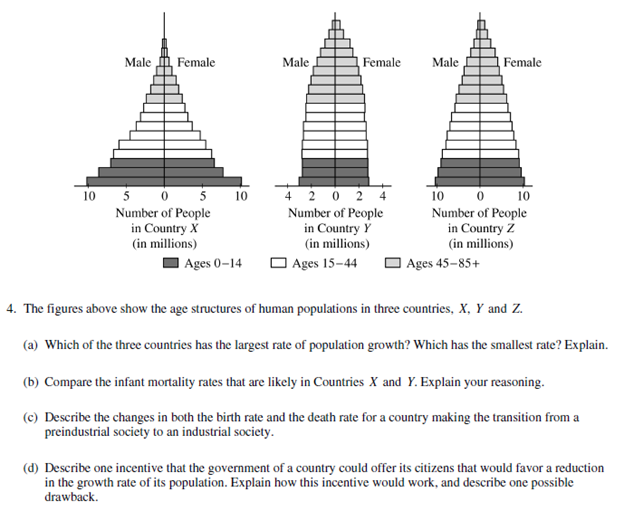 Male Female Male Female Male Female
10 5 0 5 10 4 2 0 2 4 10 0 10
Number of People Number of People Number of People
in Country X in Country Y in Country Z
(in millions) (in millions) (in millions)
Ages 0–14 Ages 15–44 Ages 45–85+
4. The figures above show the age structures of human populations in three countries, X, Y and Z.
(a) Which of the three countries has the largest rate of population growth? Which has the smallest rate? Explain.
(b) Compare the infant mortality rates that are likely in Countries X and Y. Explain your reasoning.
(c) Describe the changes in both the birth rate and the death rate for a country making the transition from a
preindustrial society to an industrial society.
(d) Describe one incentive that the government of a country could offer its citizens that would favor a reduction
in the growth rate of its population. Explain how this incentive would work, and describe one possible
drawback.